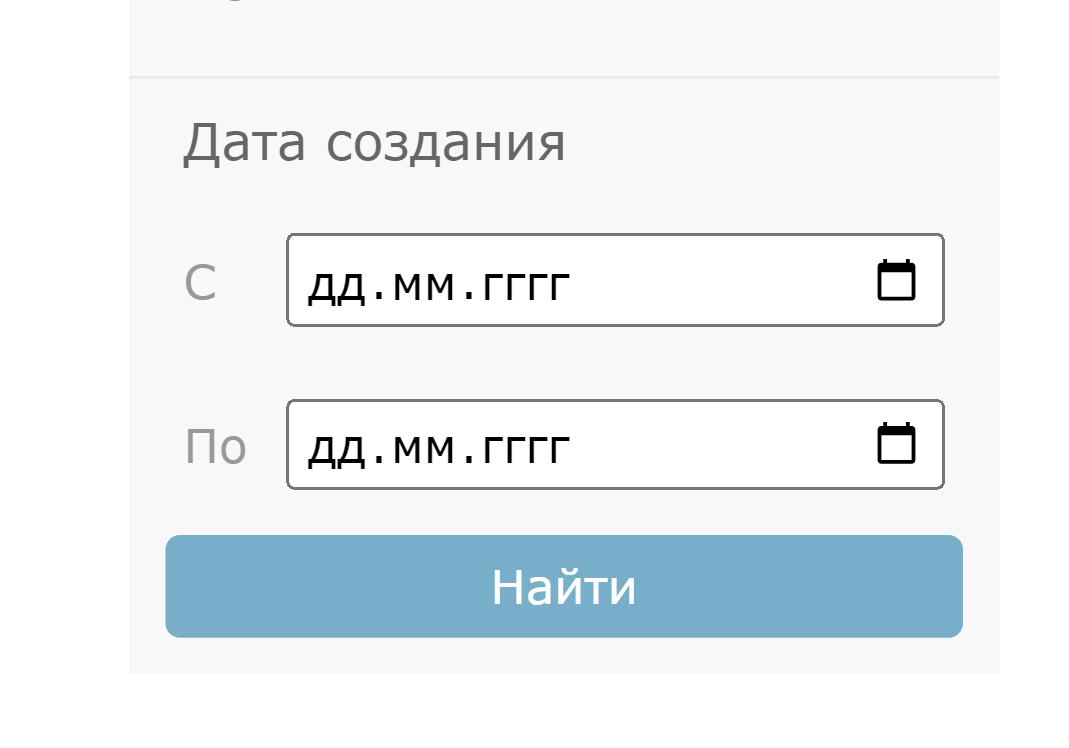 Дата создания
С дд.мм.гггг
По дд.мм.гггг
Найти